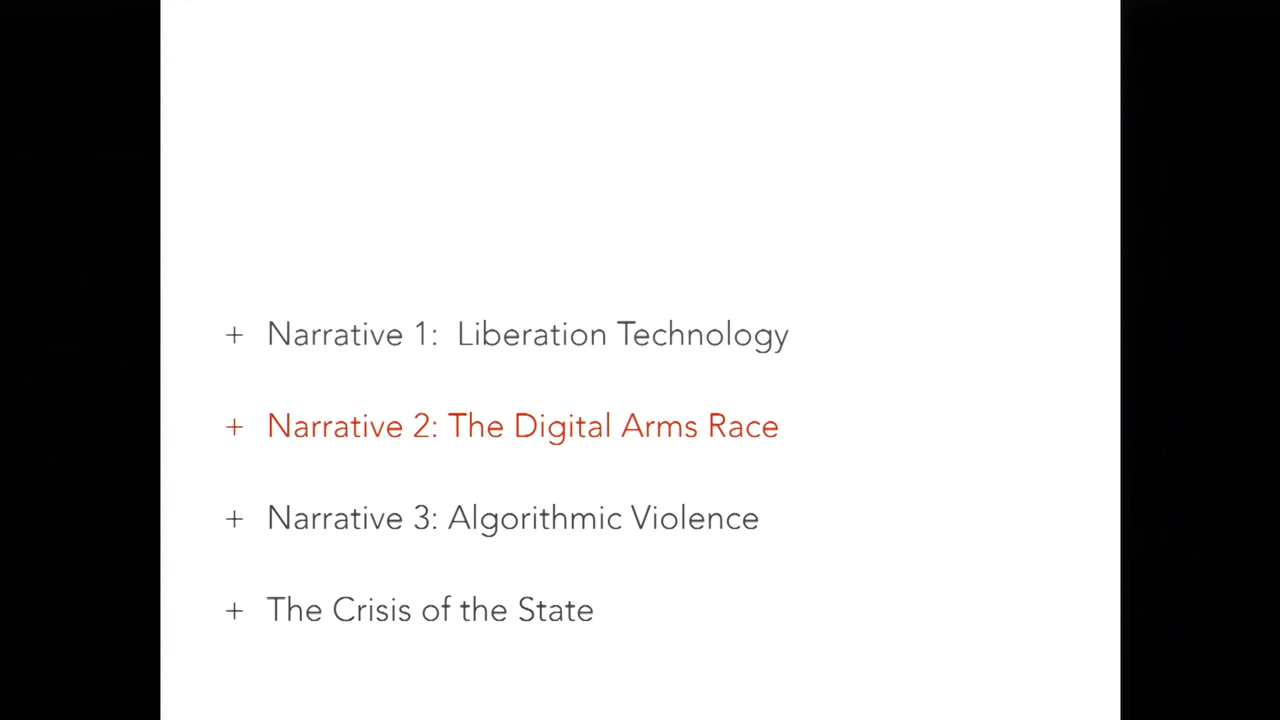 + Narrative 1: Liberation Technology
+ Narrative 2: The Digital Arms Race
+ Narrative 3: Algorithmic Violence
+ The Crisis of the State